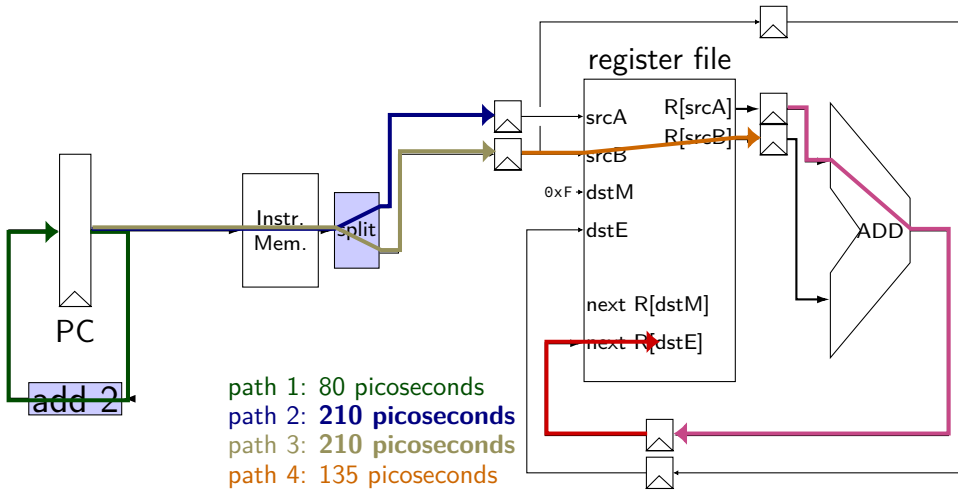 register file
R[srcA]
srcA
R[srcB]
srcB
0xF
dstM
Instr.
Mem.
split
dstE
ADD
next R[dstM]
PC
next R[dstE]
add 2
path 1: 80 picoseconds
path 2: 210 picoseconds
path 3: 210 picoseconds
path 4: 135 picoseconds